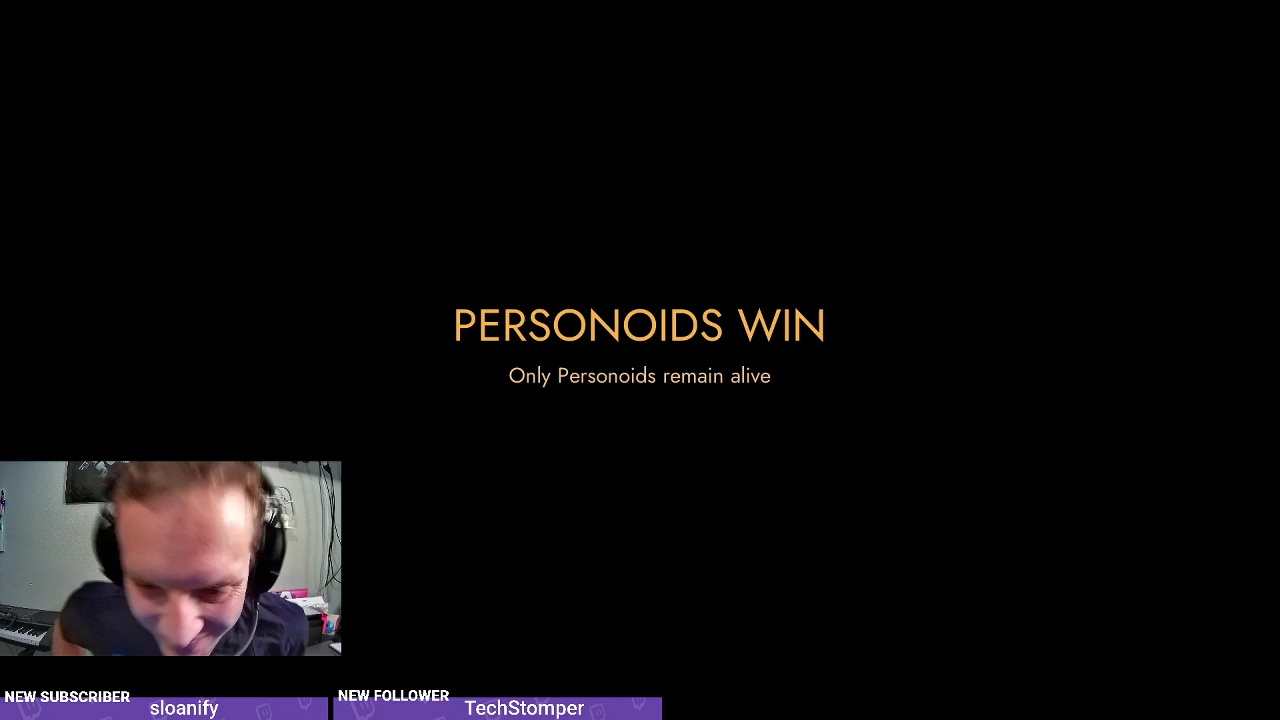 PERSONOIDS WIN
Only Personoids remain alive
NEW SUBSCRIBER
sloanify
NEW FOLLOWER
TechStomper